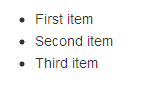 • First item
• Second item
• Third item